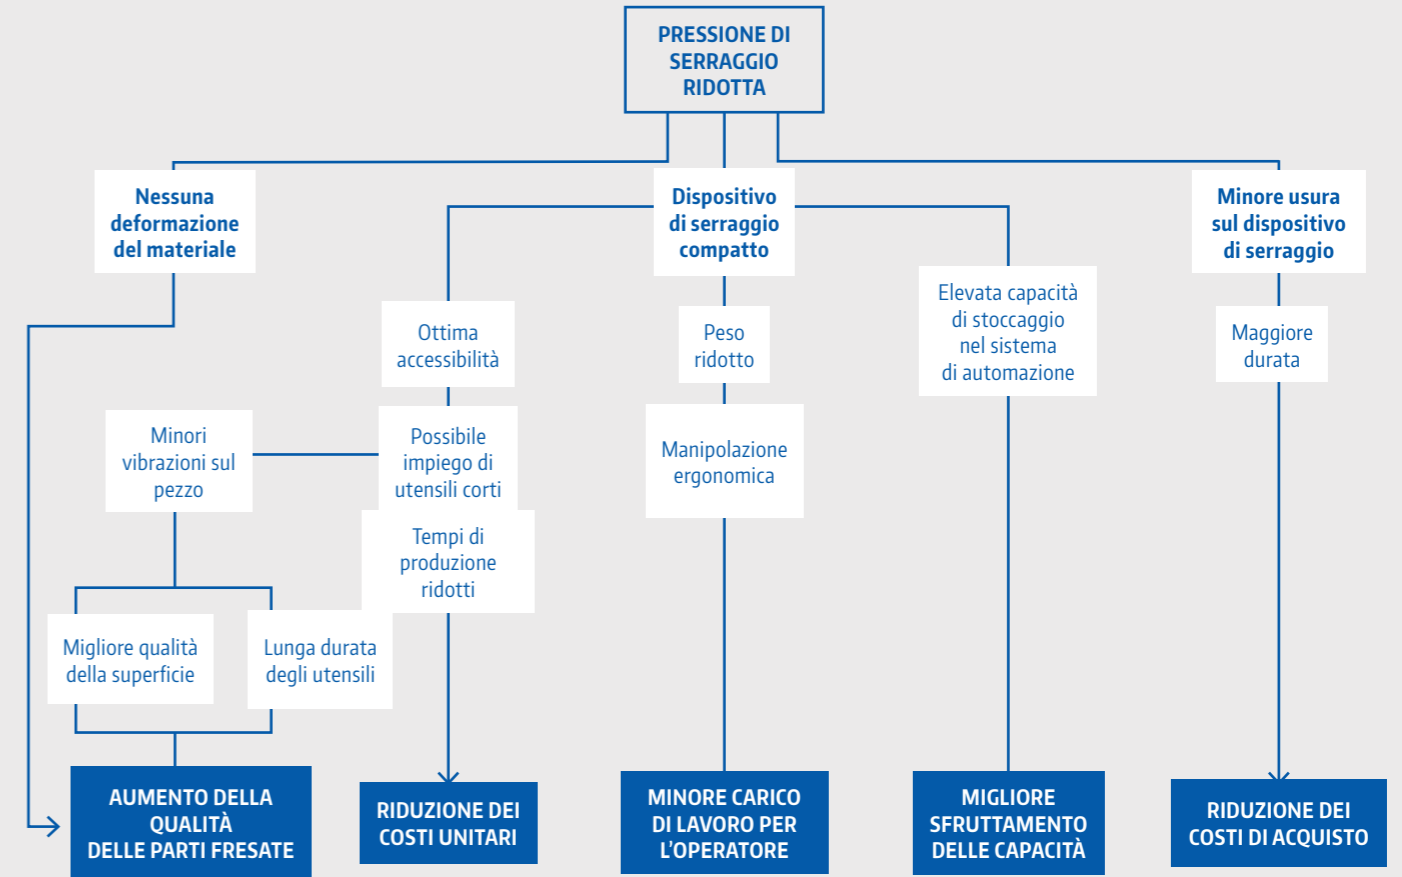 PRESSIONE DI
SERRAGGIO
RIDOTTA
Nessuna
deformazione
del materiale
Dispositivo
di serraggio
compatto
Minore usura
sul dispositivo
di serraggio
Ottima
accessibilità
Peso
ridotto
Elevata capacità
di stoccaggio
nel sistema
di automazione
Maggiore
durata
Minori
vibrazioni sul
pezzo
Possibile
impiego di
utensili corti
Manipolazione
ergonomica
Tempi di
produzione
ridotti
Migliore qualità
della superficie
Lunga durata
degli utensili
AUMENTO DELLA
QUALITÀ
DELLE PARTI FRESATE
RIDUZIONE DEI
COSTI UNITARI
MINORE CARICO
DI LAVORO PER
L’OPERATORE
MIGLIORE
SFRUTTAMENTO
DELLE CAPACITÀ
RIDUZIONE DEI
COSTI DI ACQUISTO